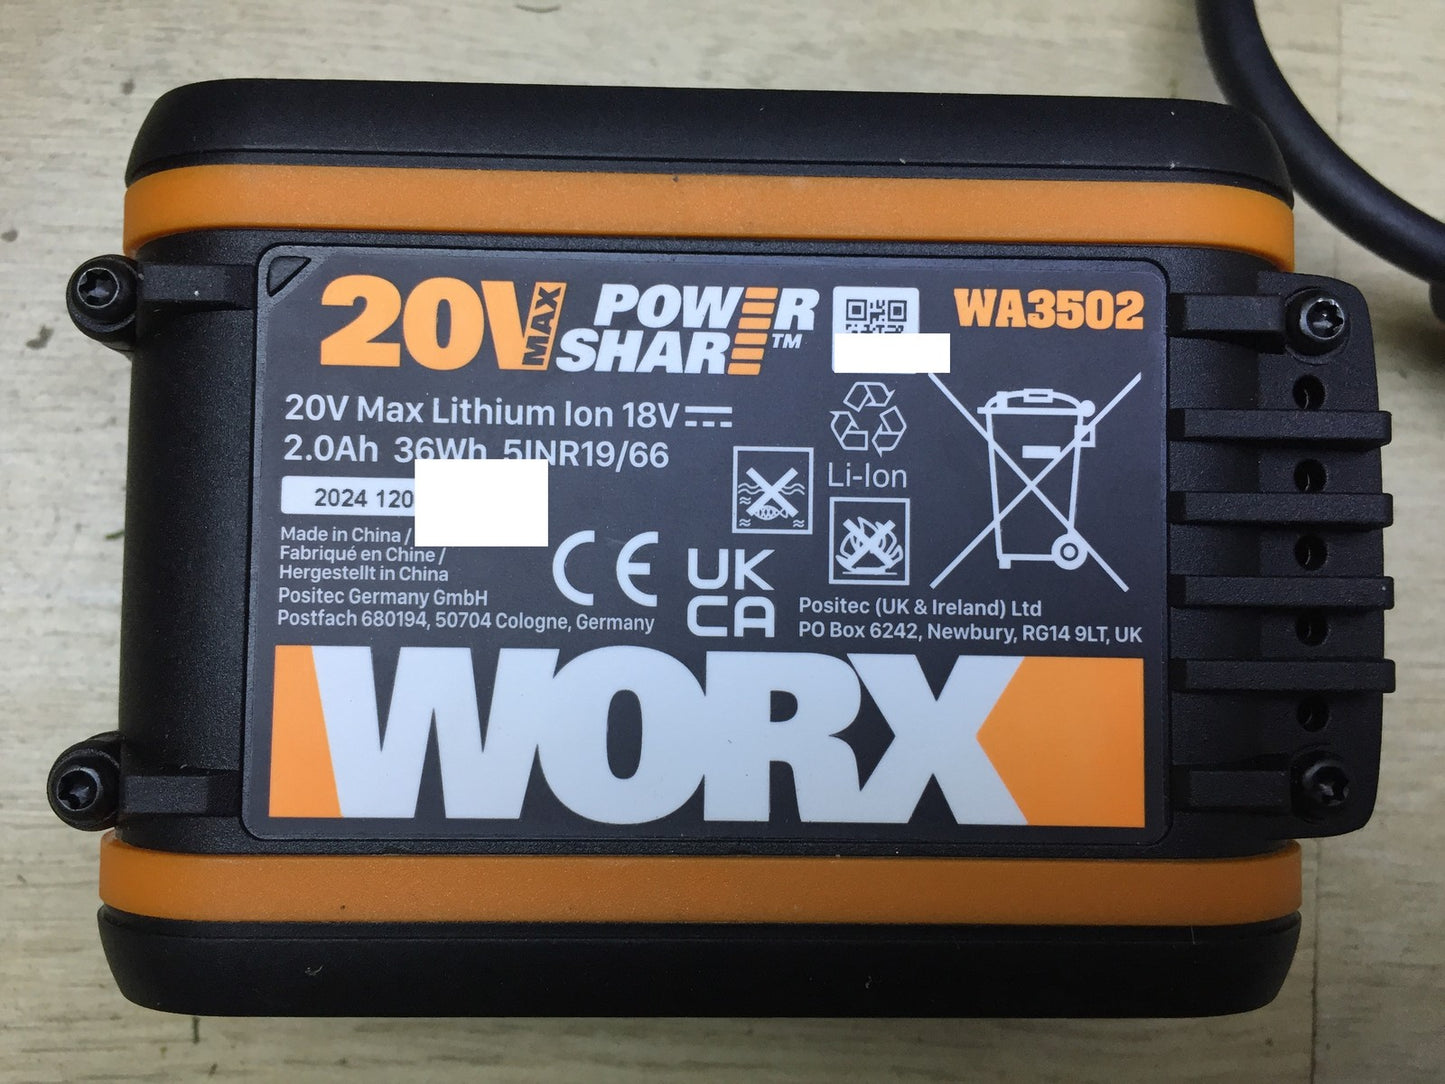 20V MAX POWER SHARE™
WA3502
20V Max Lithium Ion 18V
2.0Ah 36Wh 5INR19/66
2024 120
Li-Ion
Made in China /
Fabriqué en Chine /
Hergestellt in China
Positec Germany GmbH
Postfach 680194, 50704 Cologne, Germany
CE
UK
CA
Positec (UK & Ireland) Ltd
PO Box 6242, Newbury, RG14 9LT, UK
WORX